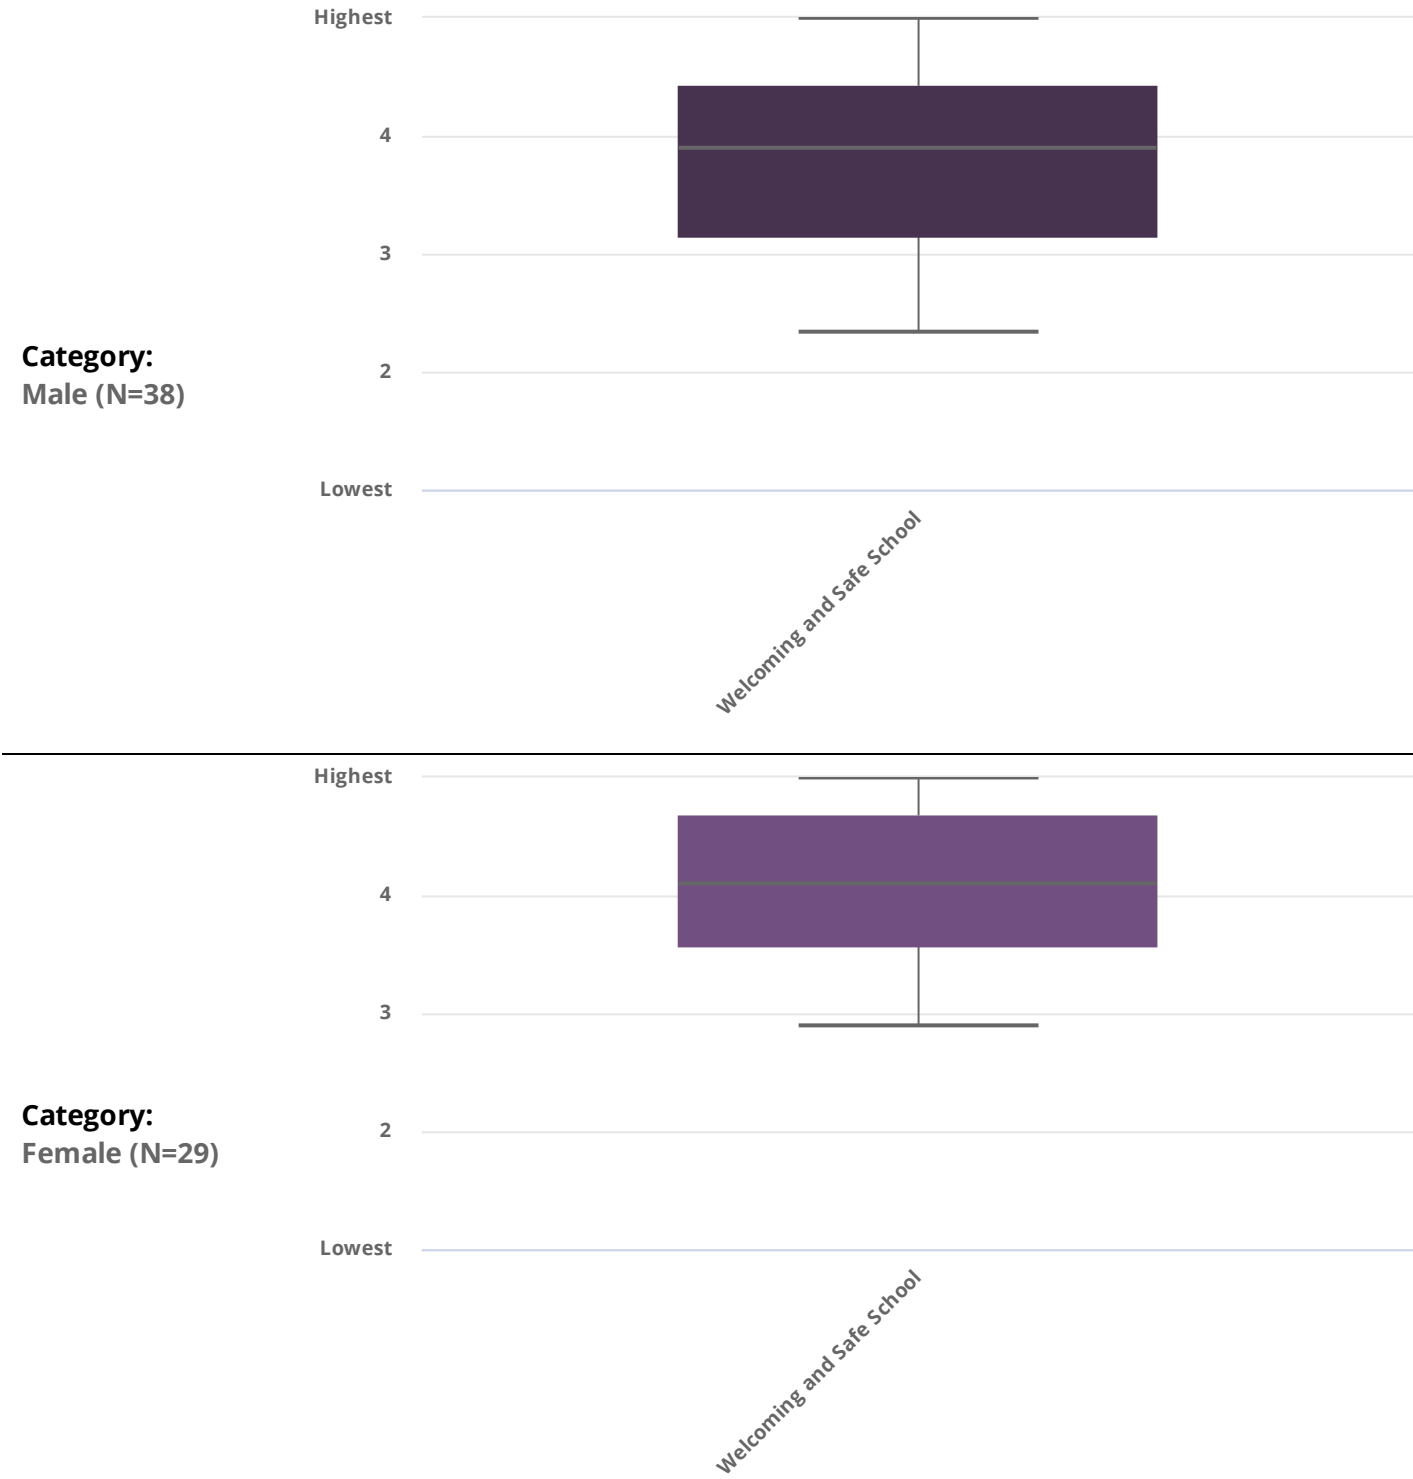 Highest
4
3
2
Lowest
Category:
Male (N=38)
Welcoming and Safe School
Highest
4
3
2
Lowest
Category:
Female (N=29)
Welcoming and Safe School